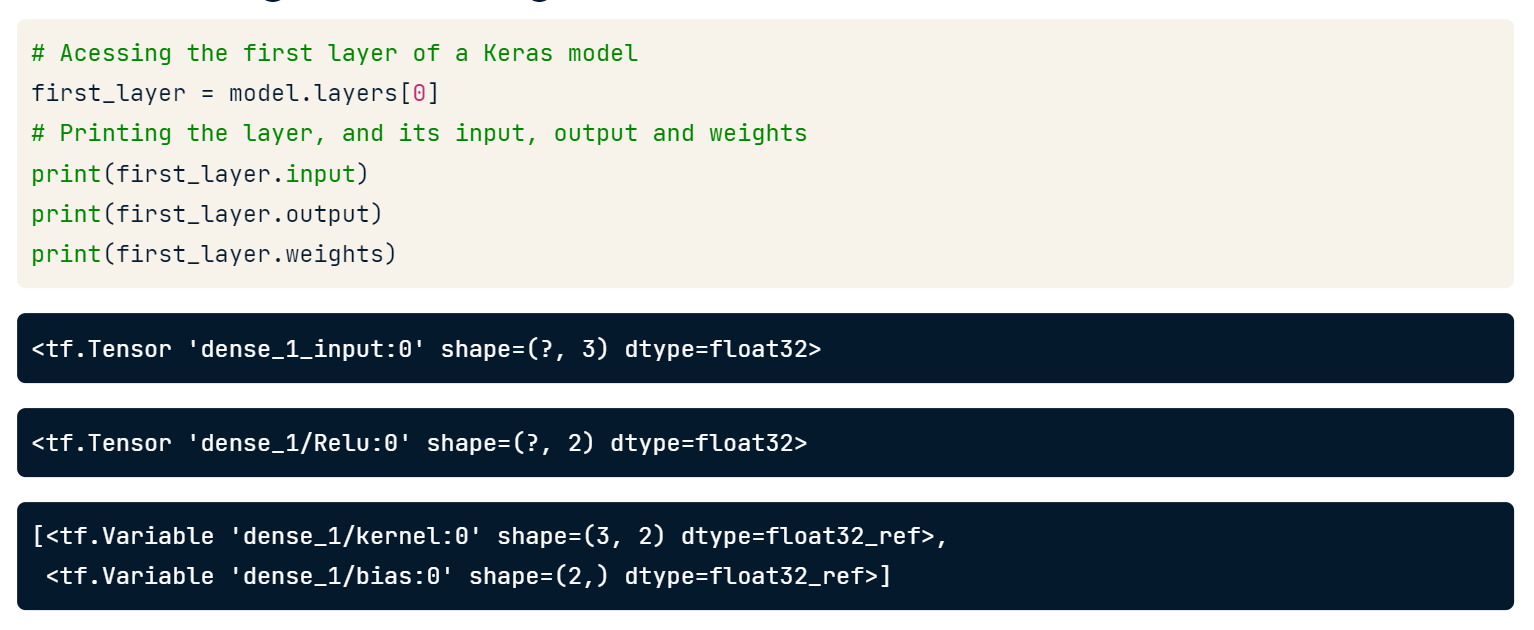 # Acessing the first layer of a Keras model
first_layer = model.layers[0]
# Printing the layer, and its input, output and weights
print(first_layer.input)
print(first_layer.output)
print(first_layer.weights)
<tf.Tensor 'dense_1_input:0' shape=(?, 3) dtype=float32>
<tf.Tensor 'dense_1/Relu:0' shape=(?, 2) dtype=float32>
[<tf.Variable 'dense_1/kernel:0' shape=(3, 2) dtype=float32_ref>,
<tf.Variable 'dense_1/bias:0' shape=(2,) dtype=float32_ref>]